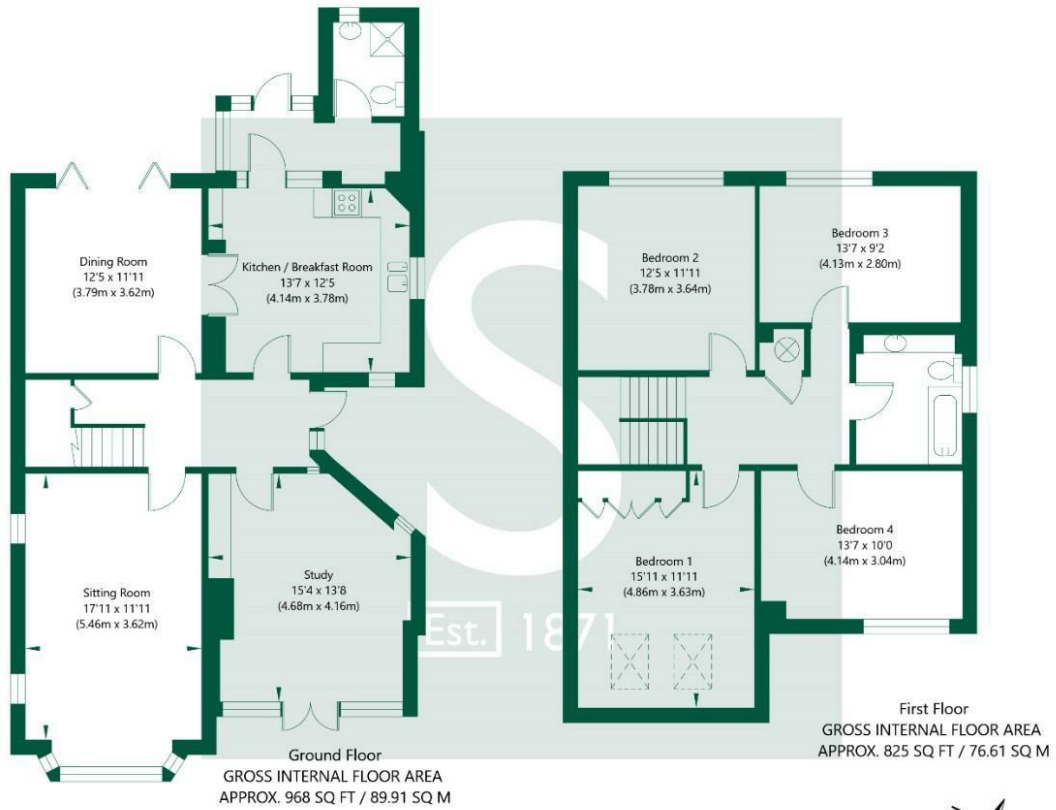 Dining Room
12'5 x 11'11
(3.79m x 3.62m)
Kitchen / Breakfast Room
13'7 x 12'5
(4.14m x 3.78m)
Sitting Room
17'11 x 11'11
(5.46m x 3.62m)
Study
15'4 x 13'8
(4.68m x 4.16m)
Ground Floor
GROSS INTERNAL FLOOR AREA
APPROX. 968 SQ FT / 89.91 SQ M
Bedroom 2
12'5 x 11'11
(3.78m x 3.64m)
Bedroom 3
13'7 x 9'2
(4.13m x 2.80m)
Bedroom 1
15'11 x 11'11
(4.86m x 3.63m)
Bedroom 4
13'7 x 10'0
(4.14m x 3.04m)
First Floor
GROSS INTERNAL FLOOR AREA
APPROX. 825 SQ FT / 76.61 SQ M
S
Est. 1871